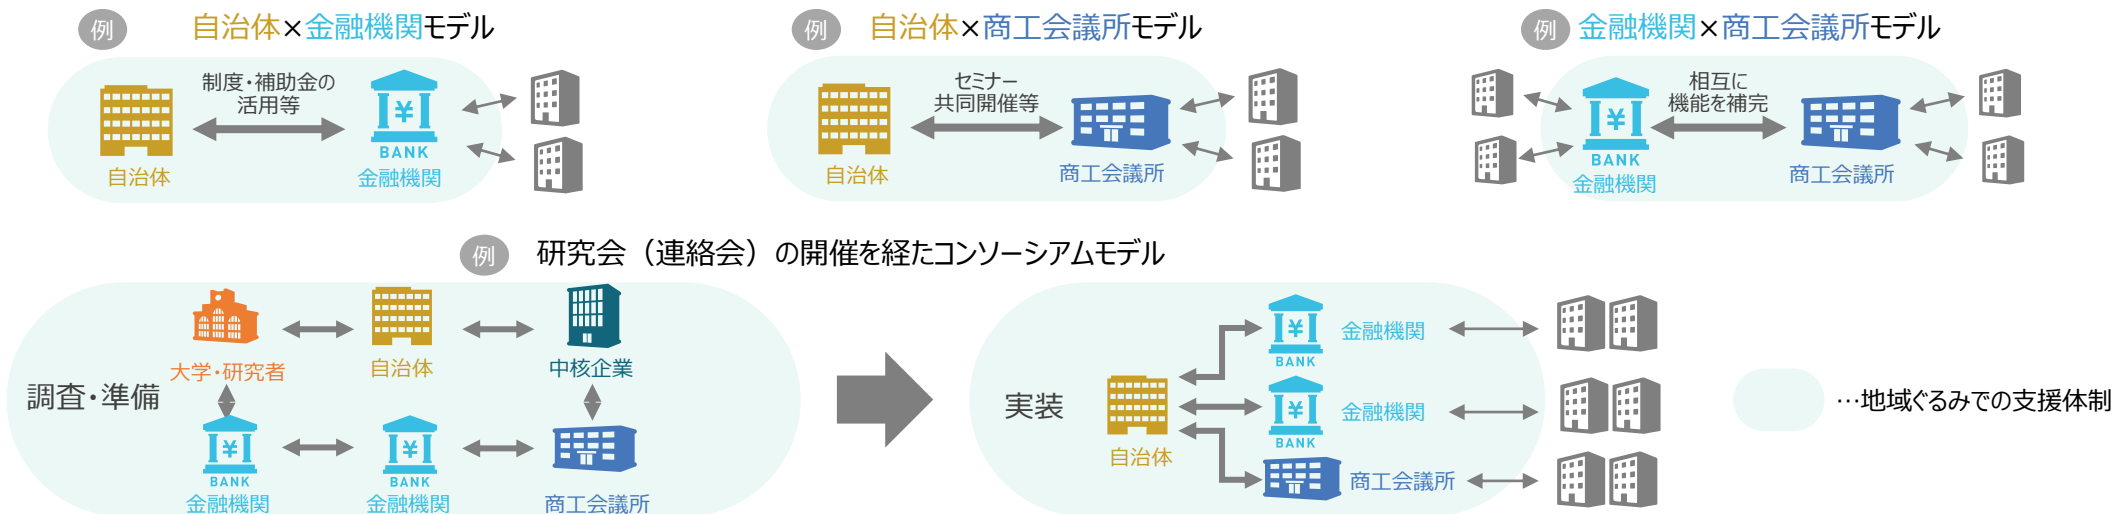 例
自治体×金融機関モデル
制度・補助金の
活用等
BANK
自治体
金融機関
例
自治体×商工会議所モデル
セミナー
共同開催等
自治体
商工会議所
例
金融機関×商工会議所モデル
相互に
機能を補完
BANK
金融機関
商工会議所
例
研究会（連絡会）の開催を経たコンソーシアムモデル
調査・準備
大学・研究者
自治体
中核企業
BANK
金融機関
BANK
金融機関
商工会議所
実装
自治体
BANK
金融機関
BANK
金融機関
商工会議所
…地域ぐるみでの支援体制